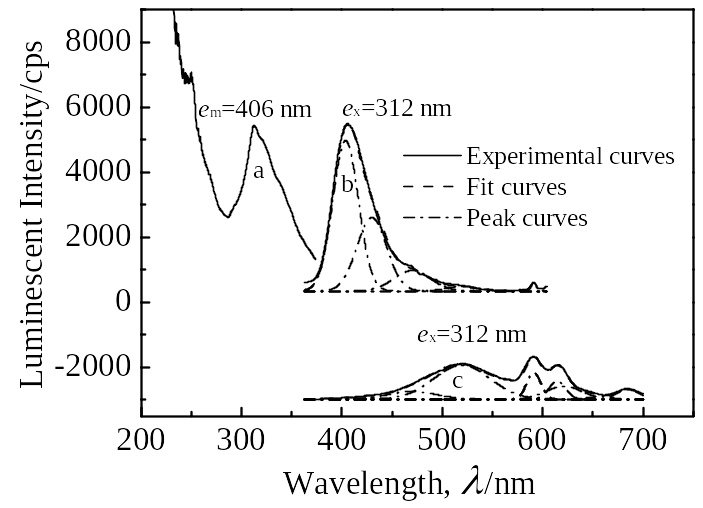 8000
6000
4000
2000
0
-2000
Luminescent Intensity/cps
em=406 nm
ex=312 nm
a
b
Experimental curves
Fit curves
Peak curves
ex=312 nm
c
200 300 400 500 600 700
Wavelength, λ/nm